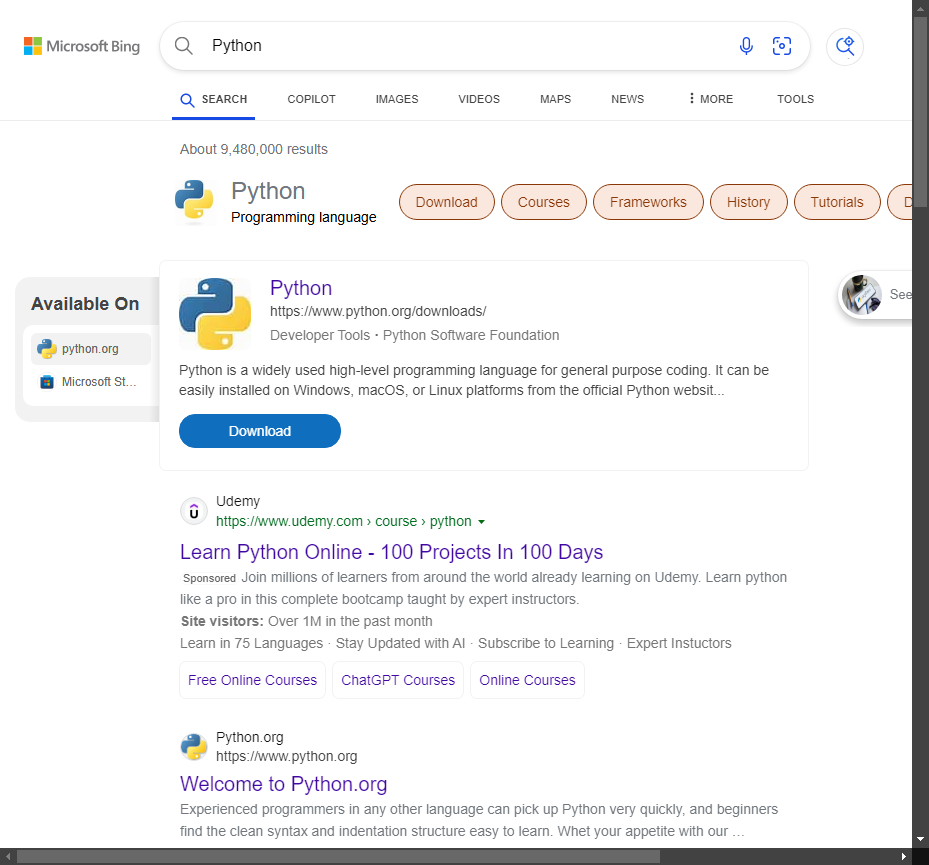 Microsoft Bing
Python
SEARCH
COPILOT
IMAGES
VIDEOS
MAPS
NEWS
MORE
TOOLS
About 9,480,000 results
Python
Programming language
Download
Courses
Frameworks
History
Tutorials
D
Available On
python.org
Microsoft St...
Python
https://www.python.org/downloads/
Developer Tools · Python Software Foundation
Python is a widely used high-level programming language for general purpose coding. It can be
easily installed on Windows, macOS, or Linux platforms from the official Python websit...
Download
See
Udemy
https://www.udemy.com › course › python
Learn Python Online - 100 Projects In 100 Days
Sponsored Join millions of learners from around the world already learning on Udemy. Learn python
like a pro in this complete bootcamp taught by expert instructors.
Site visitors: Over 1M in the past month
Learn in 75 Languages · Stay Updated with AI · Subscribe to Learning · Expert Instuctors
Free Online Courses
ChatGPT Courses
Online Courses
Python.org
https://www.python.org
Welcome to Python.org
Experienced programmers in any other language can pick up Python very quickly, and beginners
find the clean syntax and indentation structure easy to learn. Whet your appetite with our …